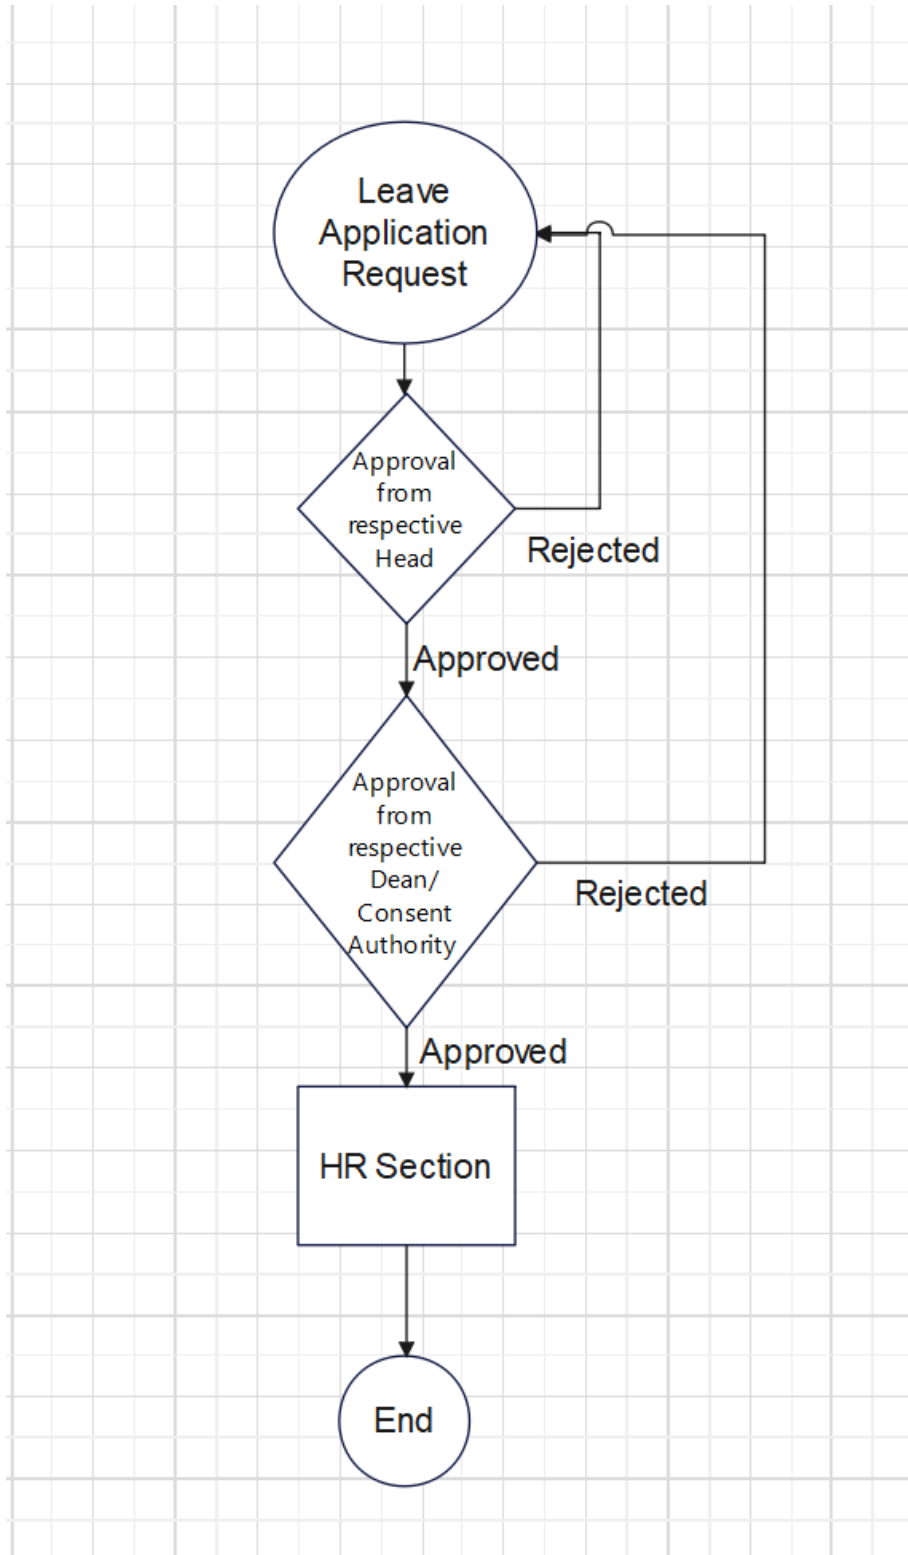 Leave
Application
Request
Approval
from
respective
Head
Rejected
Approved
Approval
from
respective
Dean/
Consent
Authority
Rejected
Approved
HR Section
End